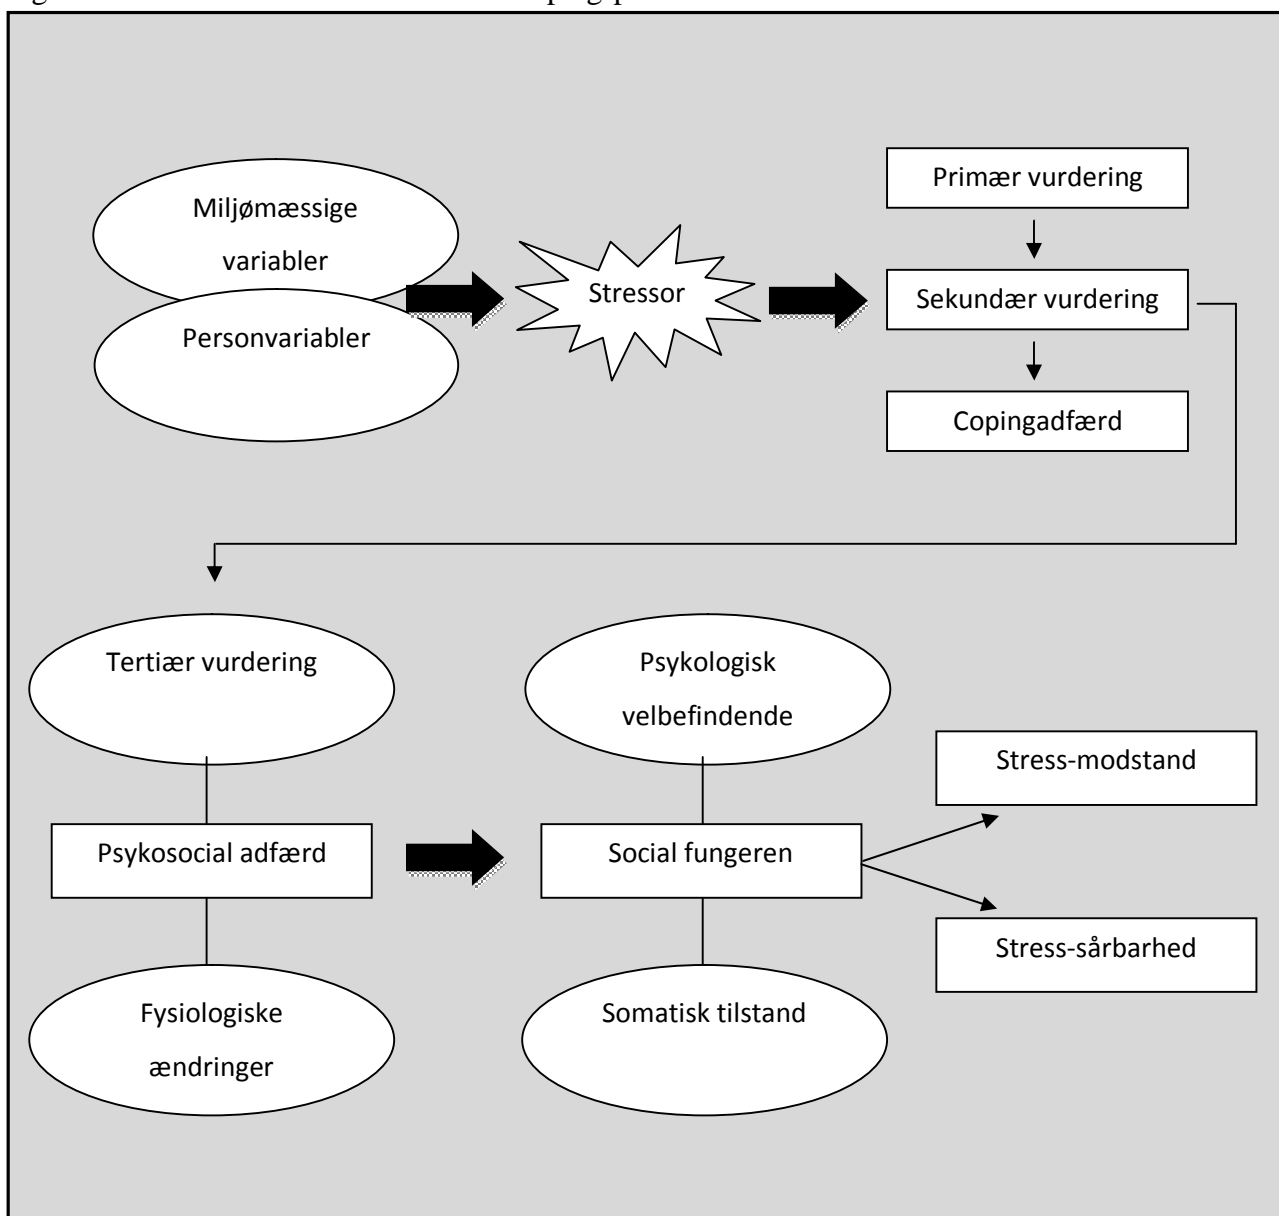 Miljømæssige
variabler
Personvariabler
Stressor
Primær vurdering
Sekundær vurdering
Copingadfærd
Tertiær vurdering
Psykosocial adfærd
Fysiologiske
ændringer
Psykologisk
velbefindende
Social fungeren
Somatisk tilstand
Stress-modstand
Stress-sårbarhed